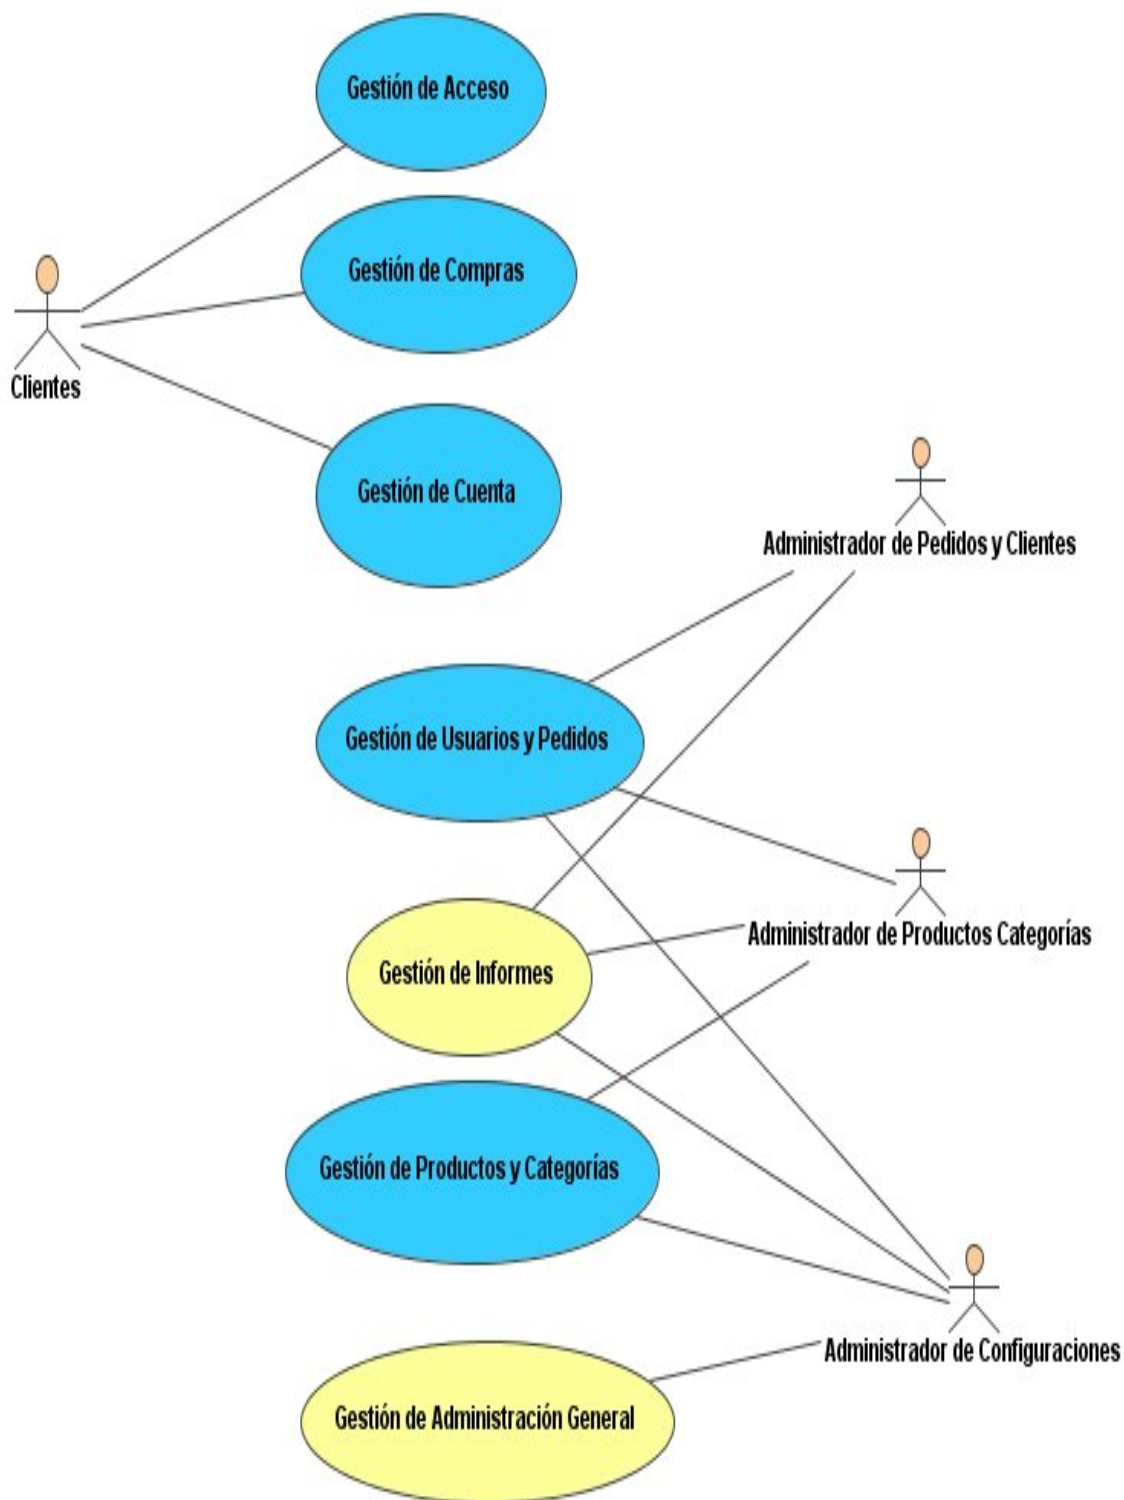 Gestión de Acceso
Gestión de Compras
Clientes
Gestión de Cuenta
Administrador de Pedidos y Clientes
Gestión de Usuarios y Pedidos
Administrador de Productos Categorías
Gestión de Informes
Gestión de Productos y Categorías
Administrador de Configuraciones
Gestión de Administración General